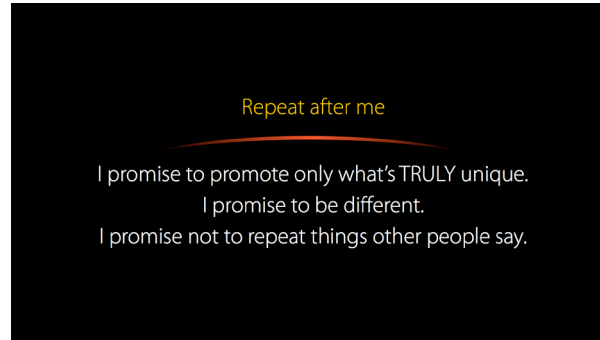 Repeat after me
I promise to promote only what's TRULY unique.
I promise to be different.
I promise not to repeat things other people say.